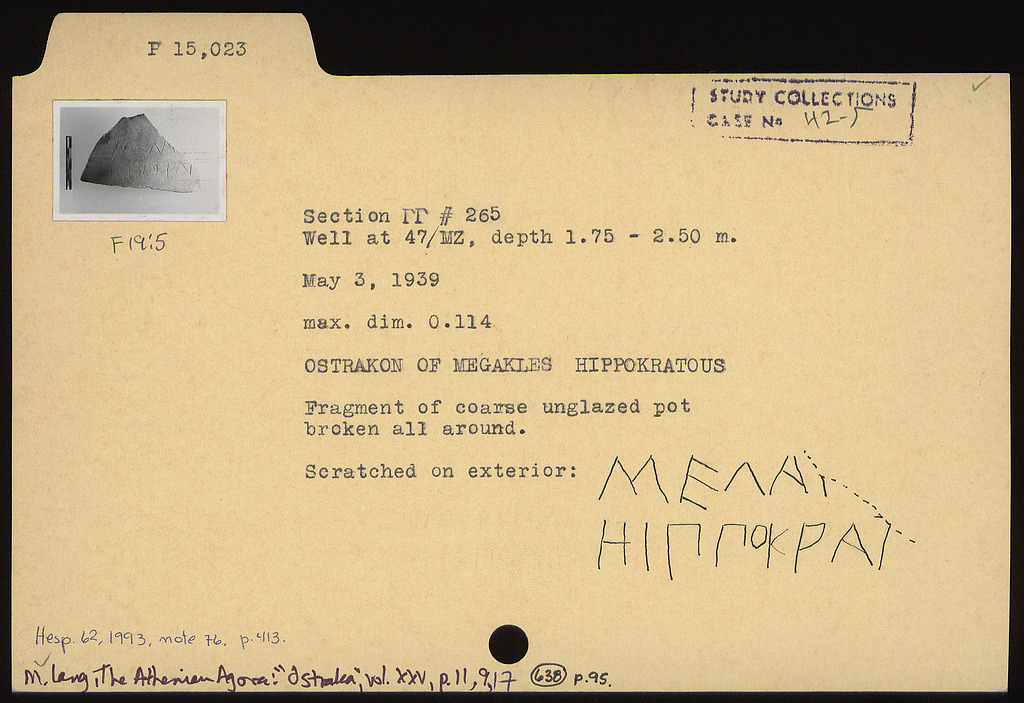 P 15,023
STUDY COLLECTIONS
CASE No 42-5
F 19:5
Section ΠΓ # 265
Well at 47/MZ, depth 1.75 - 2.50 m.
May 3, 1939
max. dim. 0.114
OSTRAKON OF MEGAKLES HIPPOKRATOUS
Fragment of coarse unglazed pot
broken all around.
Scratched on exterior:
ΜΕΛΑΙ
ΗΙΠΠΟΚΡΑΙ
Hesp. 62, 1993, note 76, p. 413.
M. Lang, The Athenian Agora: "Ostraka", vol. XXV, p. 11, 9, 17 638 p. 95.